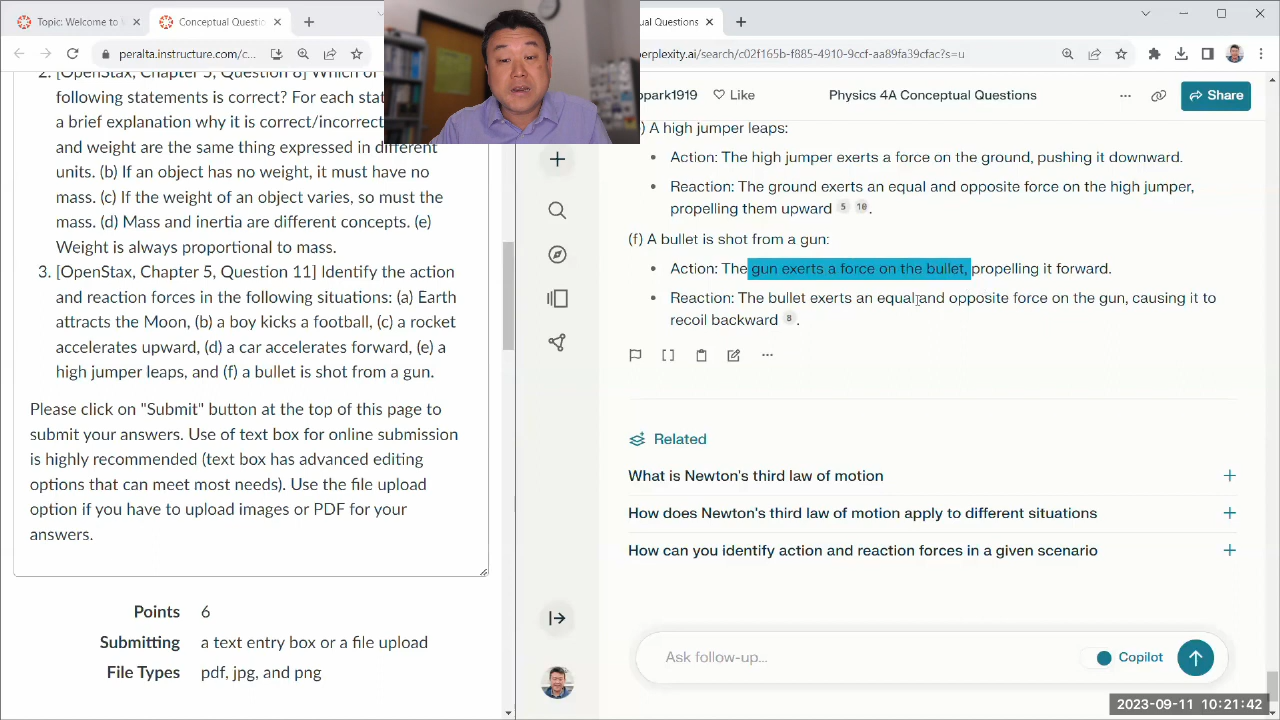 Topic: Welcome to
Conceptual Questio
ual Questions
peralta.instructure.com/c...
erplexity.ai/search/c02f165b-f885-4910-9ccf-aa89fa39cfac?s=u
2. [OpenStax, Chapter 5, Question 8] Which of
following statements is correct? For each
a brief explanation why it is correct/incorrect
and weight are the same thing expressed in different
units. (b) If an object has no weight, it must have no
mass. (c) If the weight of an object varies, so must the
mass. (d) Mass and inertia are different concepts. (e)
Weight is always proportional to mass.
3. [OpenStax, Chapter 5, Question 11] Identify the action
and reaction forces in the following situations: (a) Earth
attracts the Moon, (b) a boy kicks a football, (c) a rocket
accelerates upward, (d) a car accelerates forward, (e) a
high jumper leaps, and (f) a bullet is shot from a gun.
Please click on "Submit" button at the top of this page to
submit your answers. Use of text box for online submission
is highly recommended (text box has advanced editing
options that can meet most needs). Use the file upload
option if you have to upload images or PDF for your
answers.
Points 6
Submitting a text entry box or a file upload
File Types pdf, jpg, and png
opark1919 Like Physics 4A Conceptual Questions Share
) A high jumper leaps:
• Action: The high jumper exerts a force on the ground, pushing it downward.
• Reaction: The ground exerts an equal and opposite force on the high jumper,
propelling them upward 5 10 .
(f) A bullet is shot from a gun:
• Action: The gun exerts a force on the bullet, propelling it forward.
• Reaction: The bullet exerts an equal and opposite force on the gun, causing it to
recoil backward 8 .
Related
What is Newton's third law of motion
How does Newton's third law of motion apply to different situations
How can you identify action and reaction forces in a given scenario
Ask follow-up... Copilot
2023-09-11 10:21:42